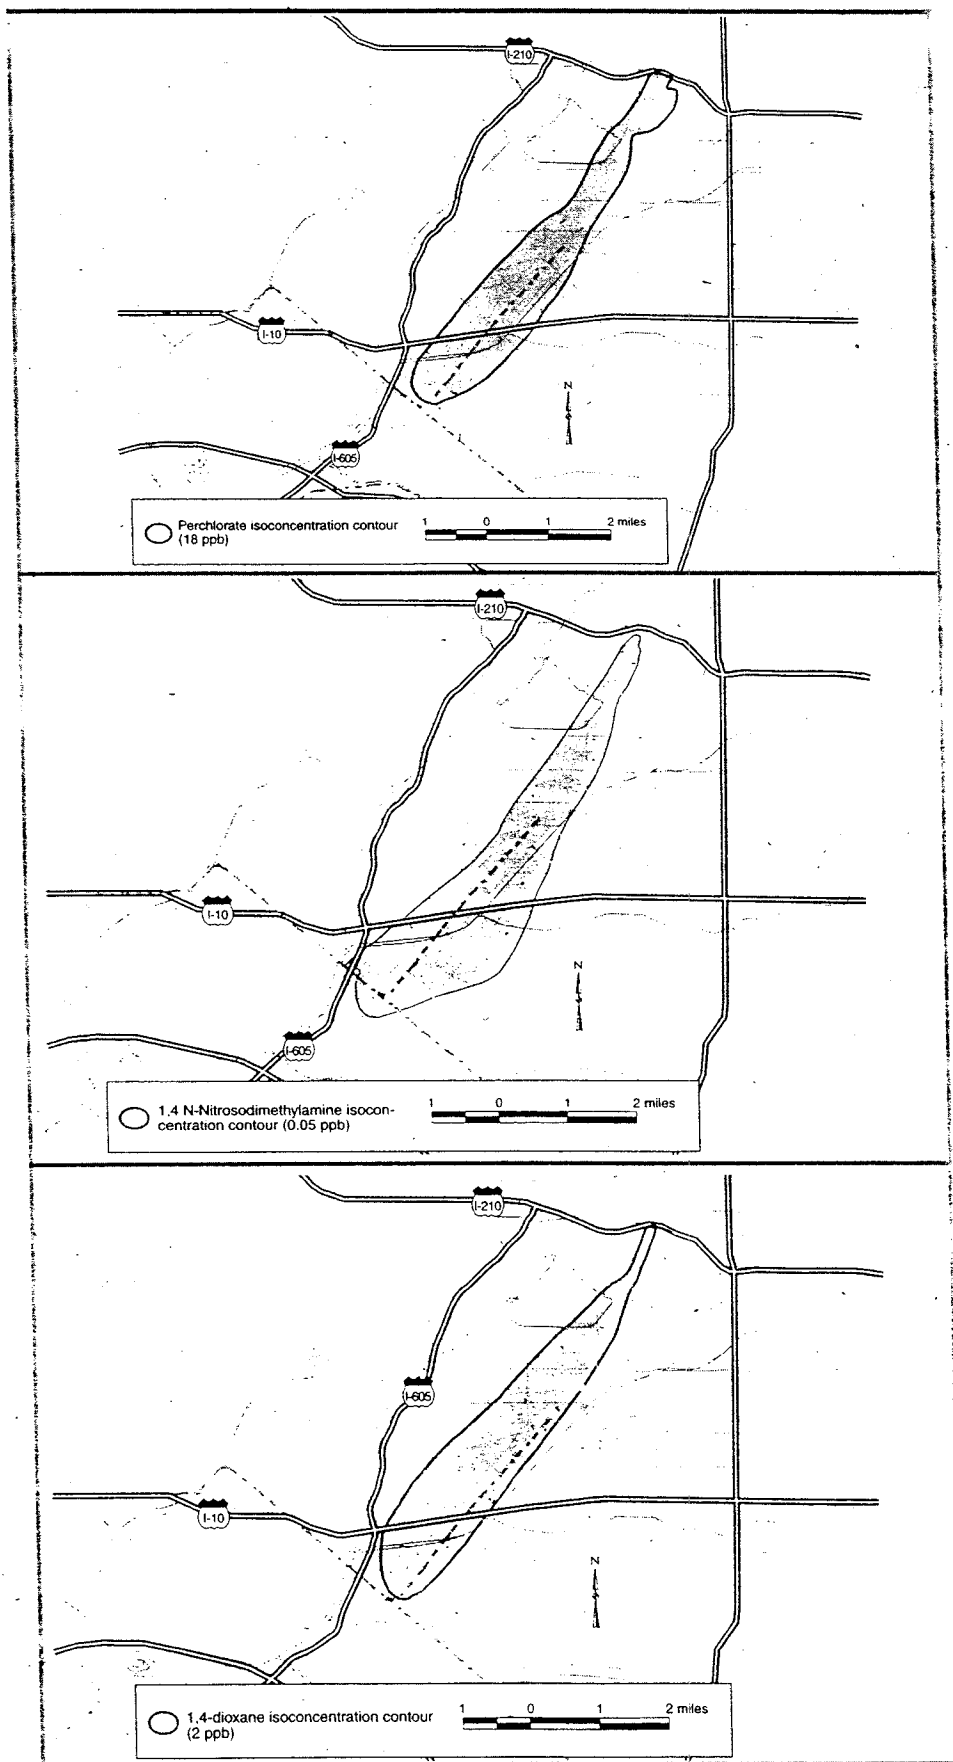 I-210
I-10
N
I-605
Perchlorate isoconcentration contour
(18 ppb)
1 0 1 2 miles
I-210
I-10
N
I-605
1,4 N-Nitrosodimethylamine isocon-
centration contour (0.05 ppb)
1 0 1 2 miles
I-210
I-605
I-10
N
1,4-dioxane isoconcentration contour
(2 ppb)
1 0 1 2 miles